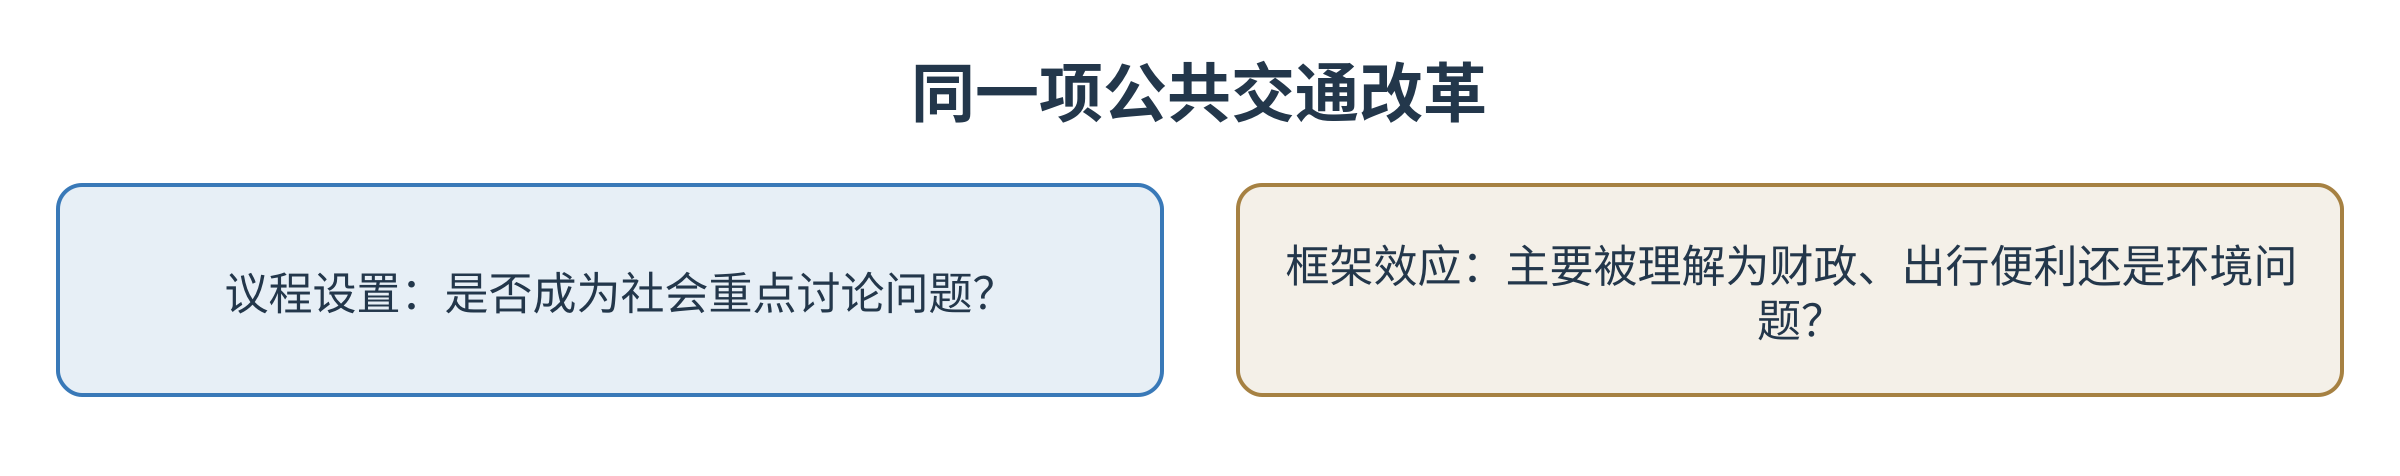 同一项公共交通改革
议程设置：是否成为社会重点讨论问题？
框架效应：主要被理解为财政、出行便利还是环境问
题？